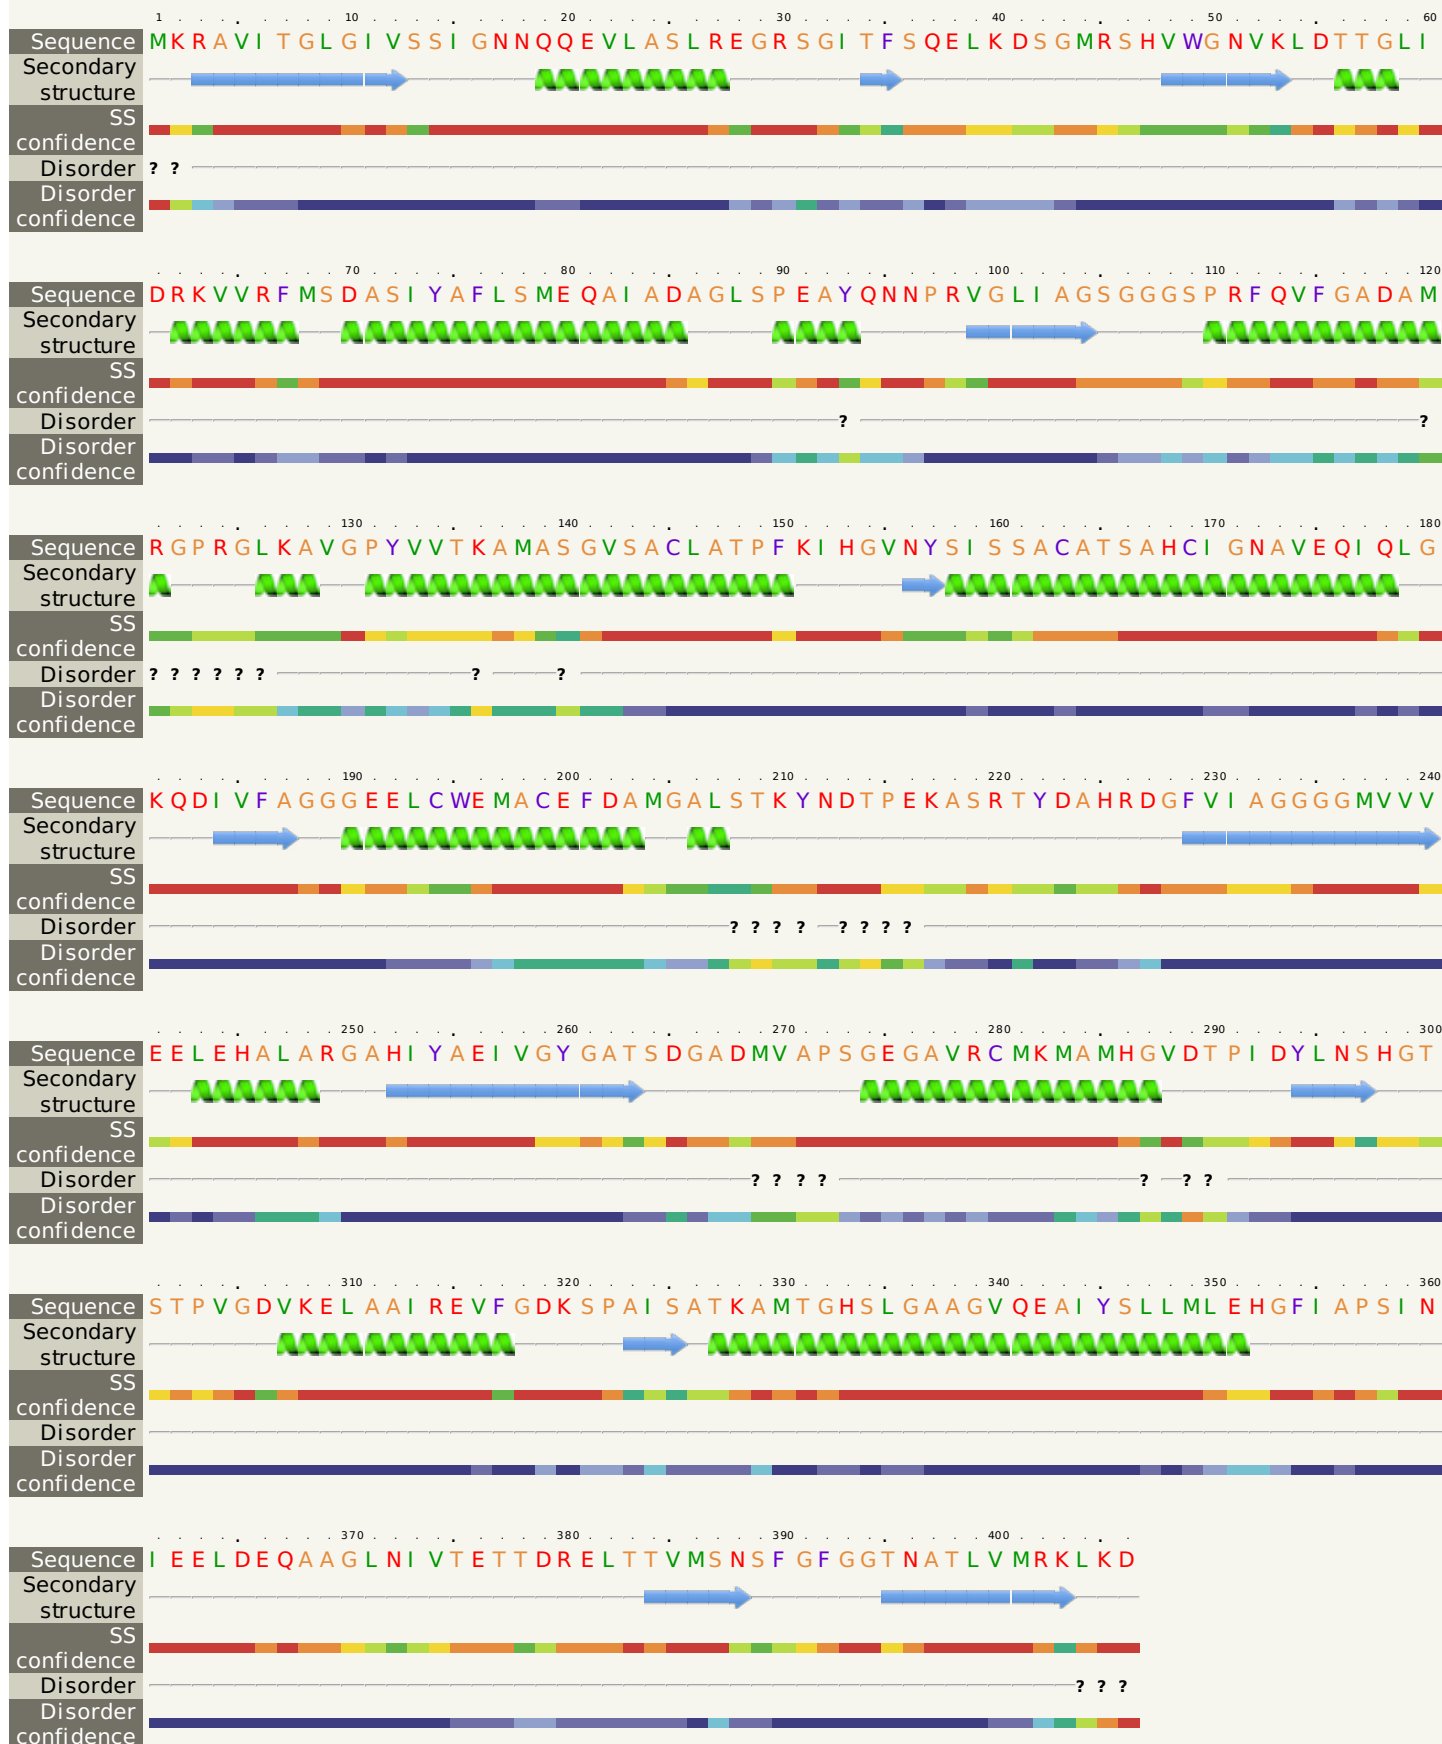 1 10 20 30 40 50 60
Sequence MKRAVITGLGIVSSIGNNQQEVLASLREGRSGITFSQELKDSGMRSHVWGNVKLDTTGLI
Secondary
structure
SS
confidence
Disorder ? ?
Disorder
confidence
70 80 90 100 110 120
Sequence DRKVVRFMSDASIYAFLSMEQAIADAGLSPEAYQNNPRVGLIAGSGGGSPRFQVFGADAM
Secondary
structure
SS
confidence
Disorder ? ?
Disorder
confidence
130 140 150 160 170 180
Sequence RGPRGLKAVGPYVVTKAMASGVSACLATPFKIHGVNYSISSACATSAHCIGNAVEQIQLG
Secondary
structure
SS
confidence
Disorder ? ? ? ? ? ? ? ?
Disorder
confidence
190 200 210 220 230 240
Sequence KQDIVFAGGGEELCWEMACEFDAMGALSTKYNDTPEKASRTYDAHRDGFVIAGGGGMVVV
Secondary
structure
SS
confidence
Disorder ? ? ? ? ? ? ? ?
Disorder
confidence
250 260 270 280 290 300
Sequence EELEHALARGAHIYAEIVGYGATSDGADMVAPSGEGAVRCMKMAMHGVDTPIDYLNSHGT
Secondary
structure
SS
confidence
Disorder ? ? ? ? ? ? ?
Disorder
confidence
310 320 330 340 350 360
Sequence STPVGDVKELAAIREVFGDKSPAISATKAMTGHSLGAAGVQEAIYSLLMLEHGFIAPSIN
Secondary
structure
SS
confidence
Disorder
Disorder
confidence
370 380 390 400
Sequence IEELDEQAAGLNIVTETTDRELTTVMSNSFGFGGTNATLVMRKLKD
Secondary
structure
SS
confidence
Disorder ? ? ?
Disorder
confidence